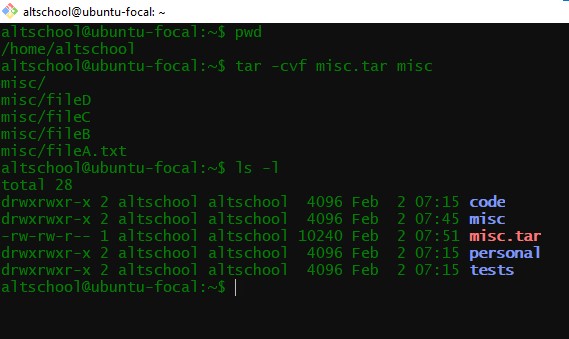 altschool@ubuntu-focal: ~
altschool@ubuntu-focal:~$ pwd
/home/altschool
altschool@ubuntu-focal:~$ tar -cvf misc.tar misc
misc/
misc/fileD
misc/fileC
misc/fileB
misc/fileA.txt
altschool@ubuntu-focal:~$ ls -l
total 28
drwxrwxr-x 2 altschool altschool  4096 Feb  2 07:15 code
drwxrwxr-x 2 altschool altschool  4096 Feb  2 07:45 misc
-rw-rw-r-- 1 altschool altschool 10240 Feb  2 07:51 misc.tar
drwxrwxr-x 2 altschool altschool  4096 Feb  2 07:15 personal
drwxrwxr-x 2 altschool altschool  4096 Feb  2 07:15 tests
altschool@ubuntu-focal:~$